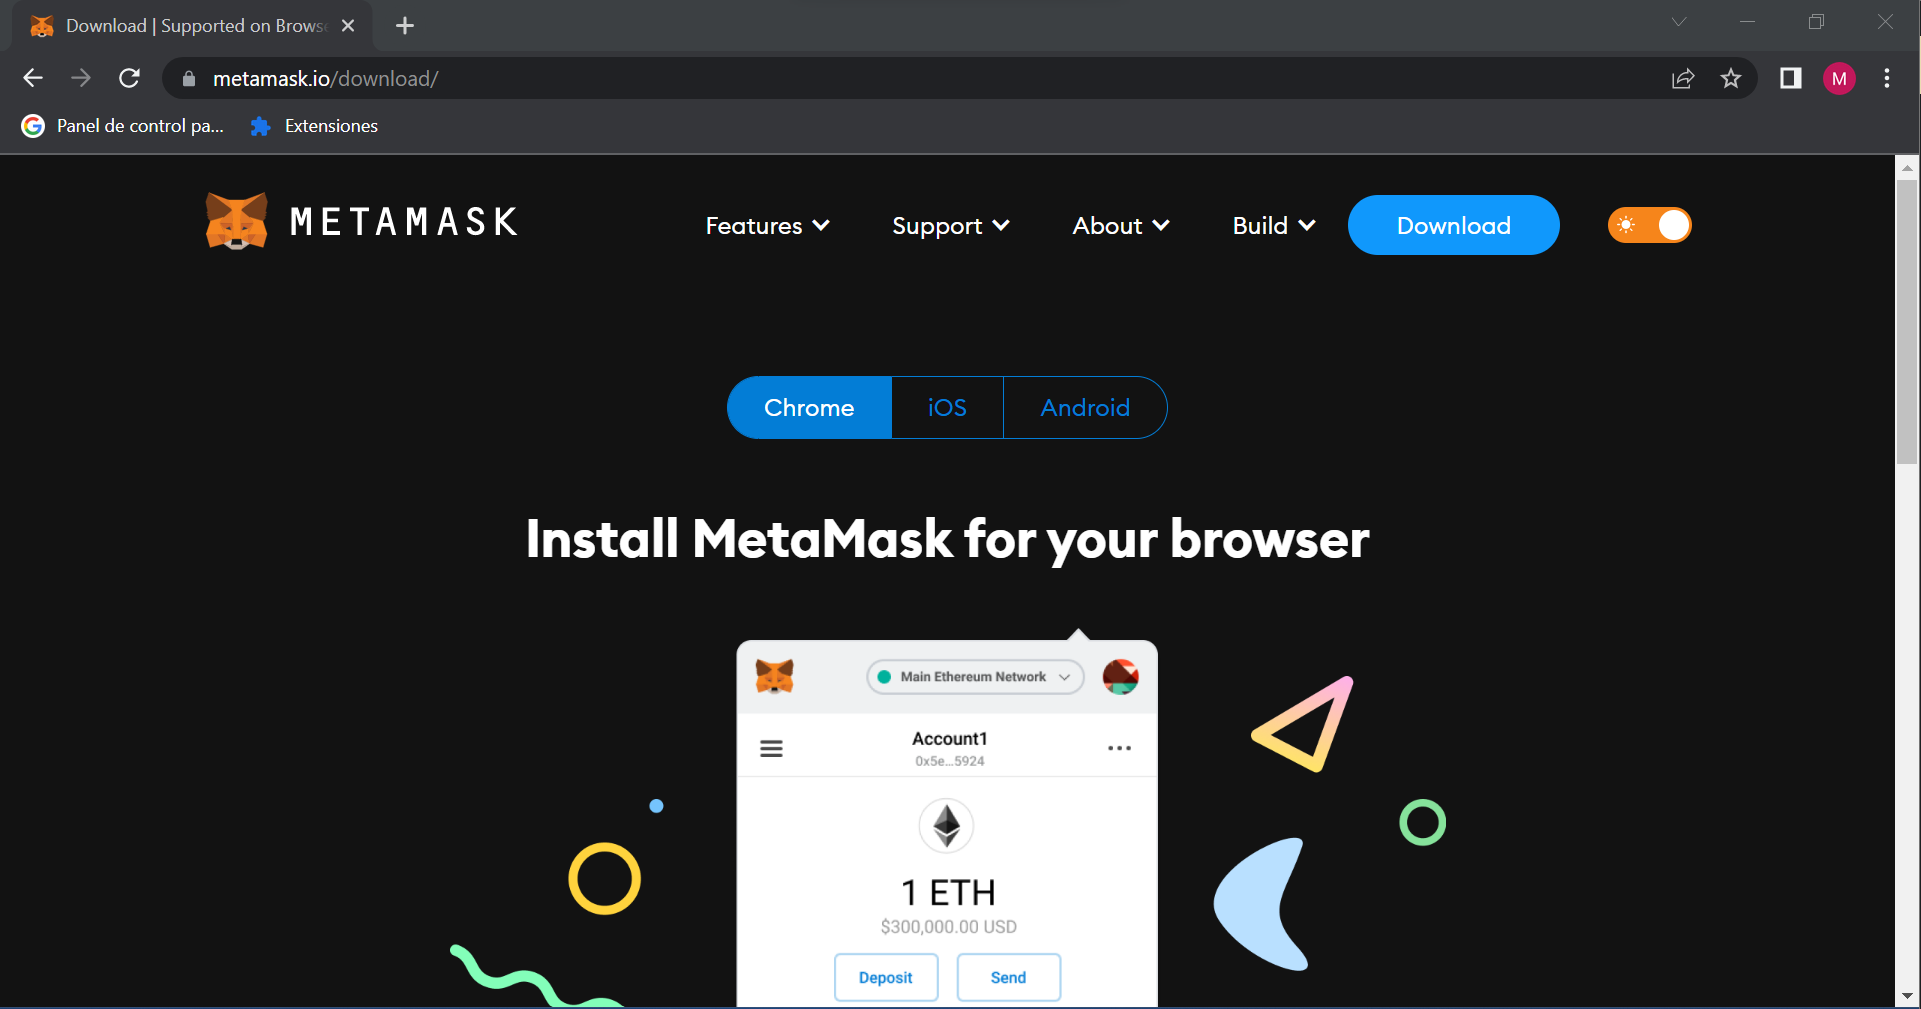 Download | Supported on Brows
metamask.io/download/
M
Panel de control pa...
Extensiones
METAMASK
Features
Support
About
Build
Download
Chrome
iOS
Android
Install MetaMask for your browser
Main Ethereum Network
Account1
0x5e...5924
1 ETH
$300,000.00 USD
Deposit
Send